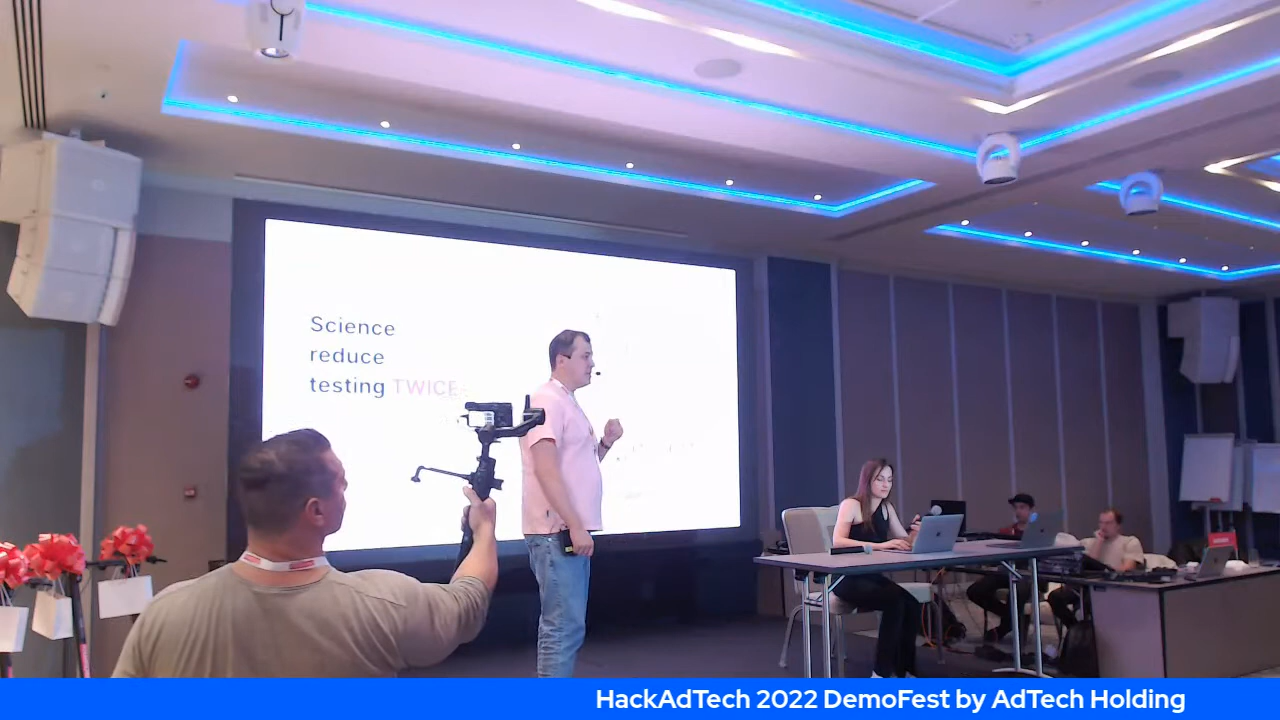 Science
reduce
testing TWICE
HackAdTech 2022 DemoFest by AdTech Holding